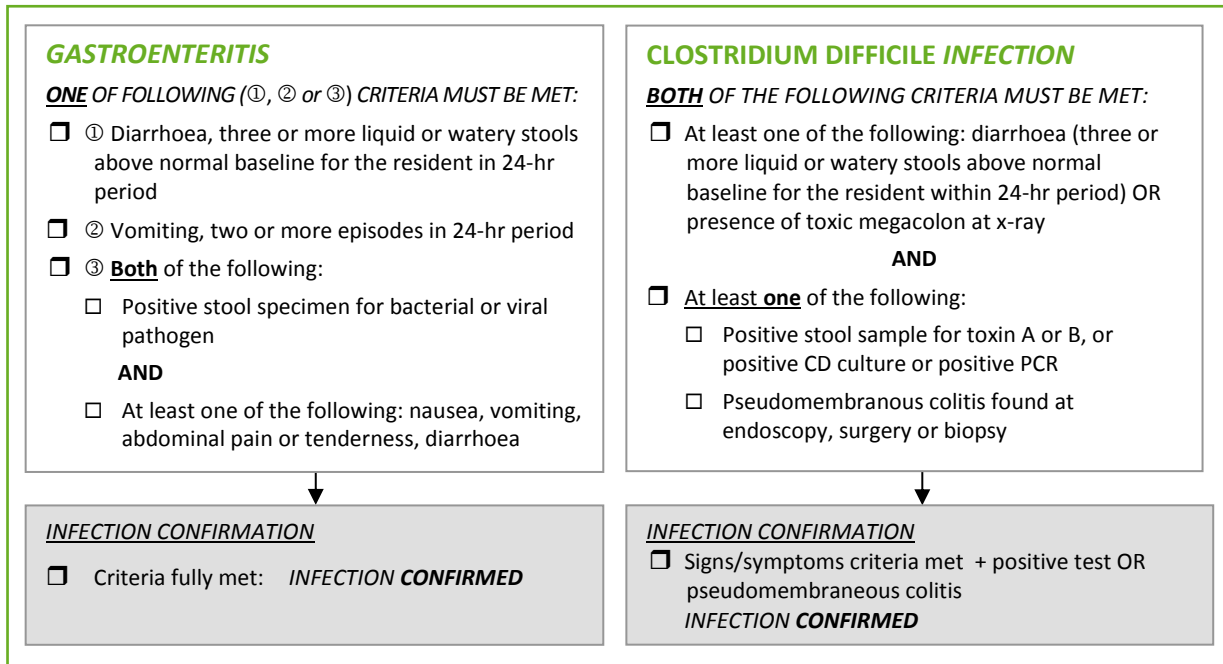 GASTROENTERITIS
ONE OF FOLLOWING (①, ② or ③) CRITERIA MUST BE MET:
❒ ① Diarrhoea, three or more liquid or watery stools
above normal baseline for the resident in 24-hr
period
❒ ② Vomiting, two or more episodes in 24-hr period
❒ ③ Both of the following:
□ Positive stool specimen for bacterial or viral
pathogen
AND
□ At least one of the following: nausea, vomiting,
abdominal pain or tenderness, diarrhoea
INFECTION CONFIRMATION
❒ Criteria fully met: INFECTION CONFIRMED
CLOSTRIDIUM DIFFICILE INFECTION
BOTH OF THE FOLLOWING CRITERIA MUST BE MET:
❒ At least one of the following: diarrhoea (three or
more liquid or watery stools above normal
baseline for the resident within 24-hr period) OR
presence of toxic megacolon at x-ray
AND
❒ At least one of the following:
□ Positive stool sample for toxin A or B, or
positive CD culture or positive PCR
□ Pseudomembranous colitis found at
endoscopy, surgery or biopsy
INFECTION CONFIRMATION
❒ Signs/symptoms criteria met + positive test OR
pseudomembraneous colitis
INFECTION CONFIRMED